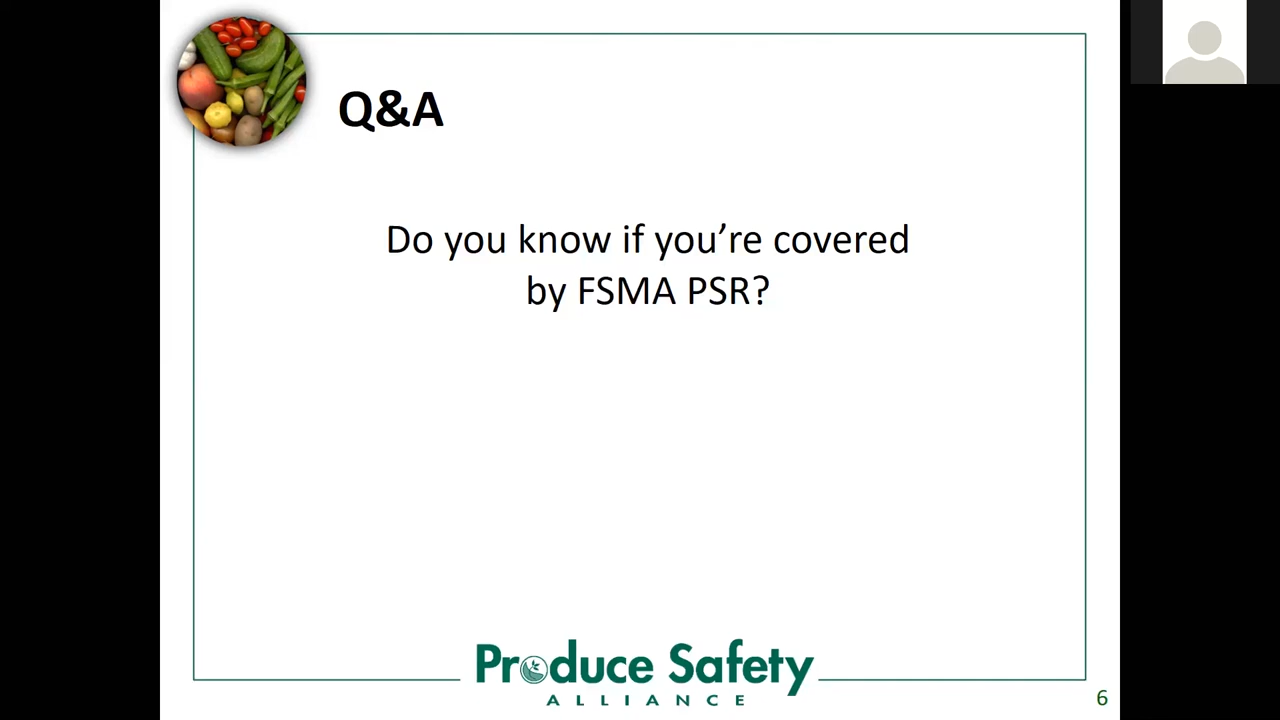 Q&A
Do you know if you’re covered
by FSMA PSR?
Produce Safety
ALLIANCE
6